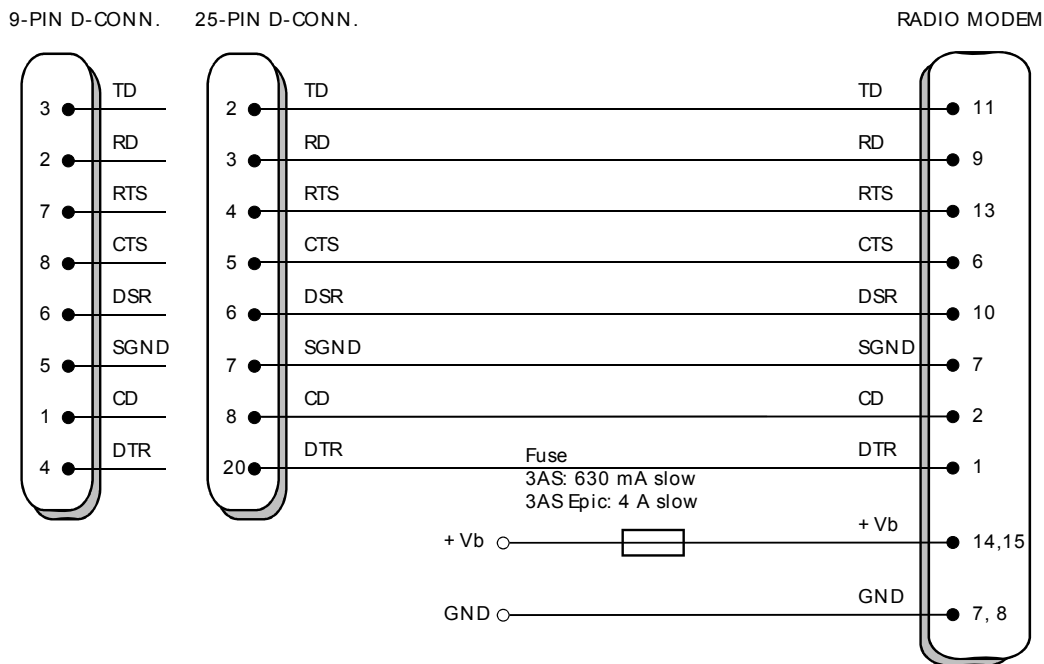 9-PIN D-CONN. 25-PIN D-CONN. RADIO MODEM
3 TD 2 TD TD 11
2 RD 3 RD RD 9
7 RTS 4 RTS RTS 13
8 CTS 5 CTS CTS 6
6 DSR 6 DSR DSR 10
5 SGND 7 SGND SGND 7
1 CD 8 CD CD 2
4 DTR 20 DTR DTR 1
Fuse
3AS: 630 mA slow
3AS Epic: 4 A slow
+ Vb + Vb 14,15
GND GND 7, 8